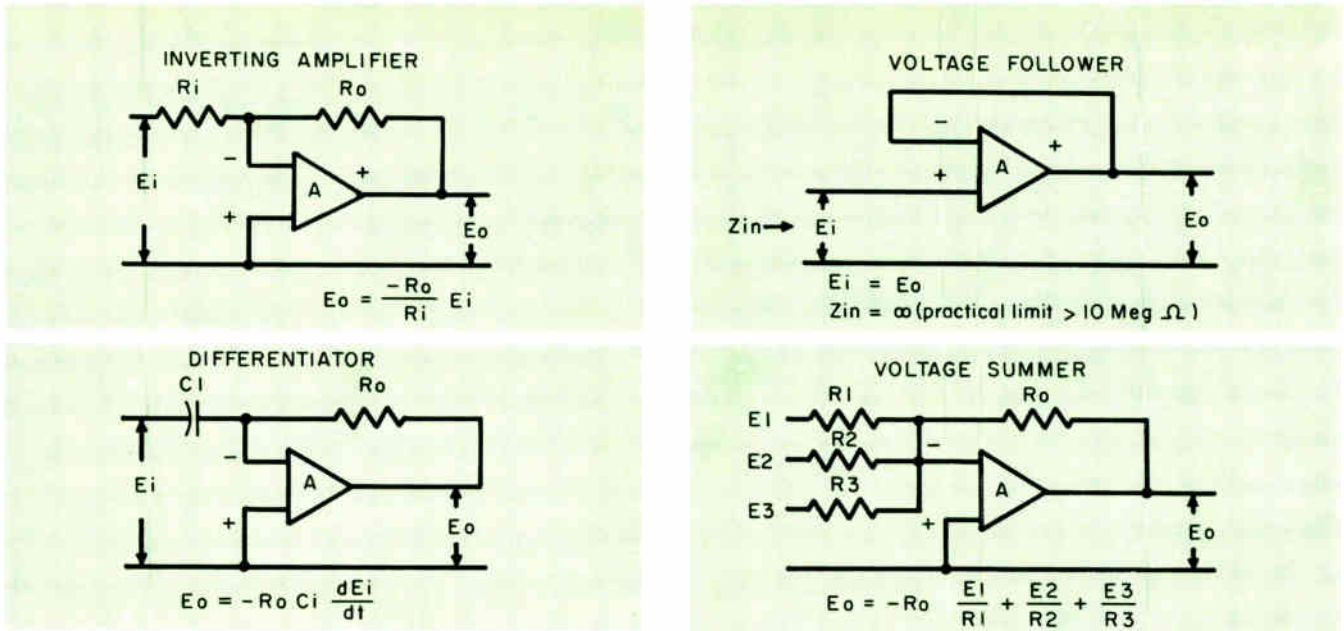 INVERTING AMPLIFIER
Ri Ro
-
+
A
Ei
+
Eo
Eo = -Ro/Ri Ei
VOLTAGE FOLLOWER
-
+
A
+
Zin→ Ei
Eo
Ei = Eo
Zin = ∞ (practical limit > 10 Meg Ω)
DIFFERENTIATOR
C1 Ro
-
A
Ei
+
Eo
Eo = -Ro Ci dEi/dt
VOLTAGE SUMMER
R1 Ro
E1
R2
-
E2
A
R3
E3
+
Eo
Eo = -Ro E1/R1 + E2/R2 + E3/R3